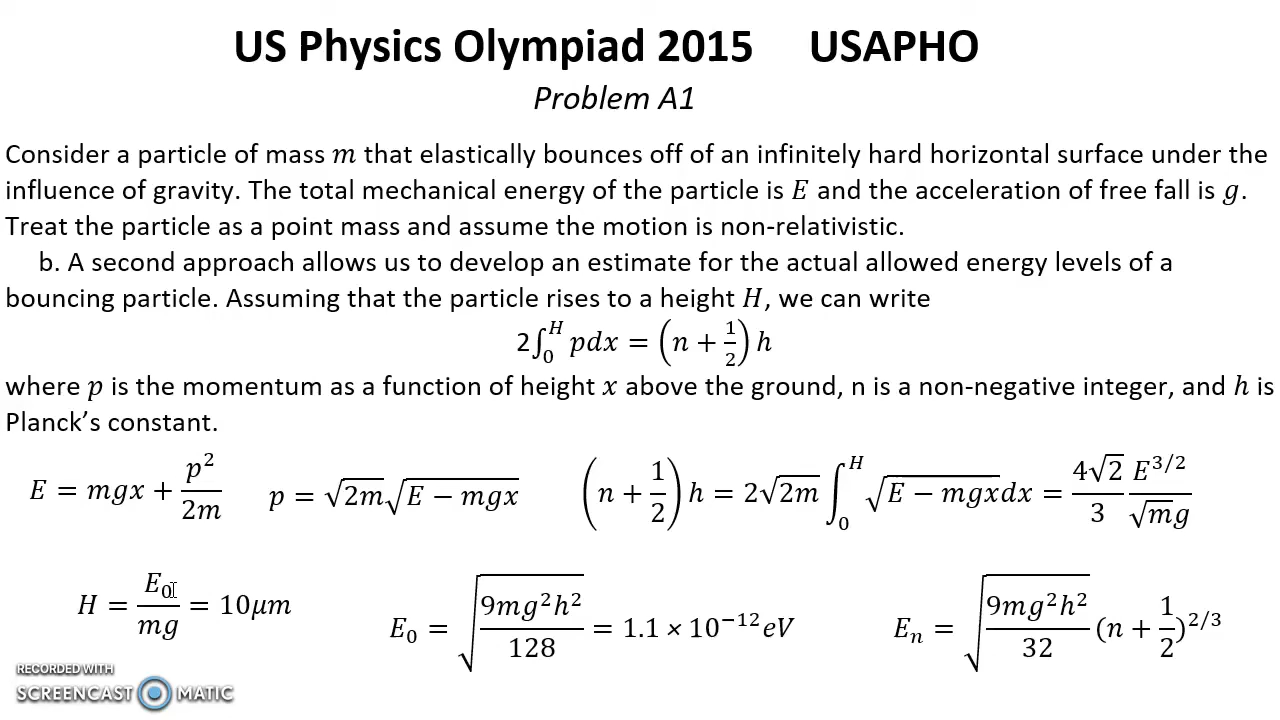 US Physics Olympiad 2015 USAPHO
Problem A1
Consider a particle of mass 𝑚 that elastically bounces off of an infinitely hard horizontal surface under the
influence of gravity. The total mechanical energy of the particle is 𝐸 and the acceleration of free fall is 𝑔.
Treat the particle as a point mass and assume the motion is non-relativistic.
b. A second approach allows us to develop an estimate for the actual allowed energy levels of a
bouncing particle. Assuming that the particle rises to a height 𝐻, we can write
2∫₀ᴴ 𝑝𝑑𝑥 = (𝑛 + 1/2) ℎ
where 𝑝 is the momentum as a function of height 𝑥 above the ground, n is a non-negative integer, and ℎ is
Planck’s constant.
𝐸 = 𝑚𝑔𝑥 + 𝑝²/2𝑚 𝑝 = √2𝑚√𝐸 − 𝑚𝑔𝑥 (𝑛 + 1/2) ℎ = 2√2𝑚 ∫₀ᴴ √𝐸 − 𝑚𝑔𝑥𝑑𝑥 = 4√2/3 𝐸^3/2/√𝑚𝑔
𝐻 = 𝐸₀/𝑚𝑔 = 10𝜇𝑚 𝐸₀ = √9𝑚𝑔²ℎ²/128 = 1.1 × 10⁻¹²𝑒𝑉 𝐸ₙ = √9𝑚𝑔²ℎ²/32 (𝑛 + 1/2)^2/3
RECORDED WITH
SCREENCAST MATIC